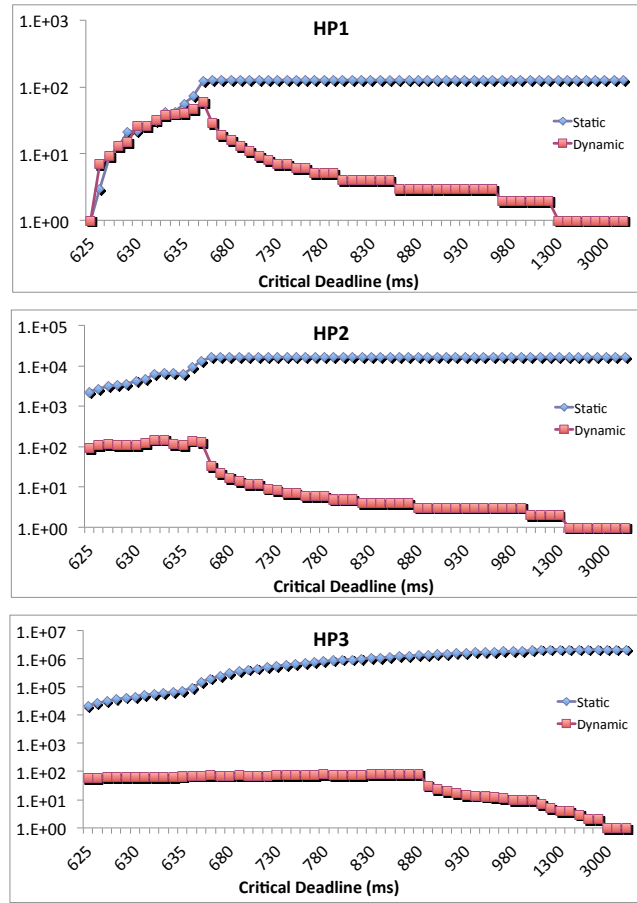 HP1
1.E+03
1.E+02
1.E+01
1.E+00
Static
Dynamic
625 630 635 680 730 780 830 880 930 980 1300 3000
Critical Deadline (ms)
HP2
1.E+05
1.E+04
1.E+03
1.E+02
1.E+01
1.E+00
Static
Dynamic
625 630 635 680 730 780 830 880 930 980 1300 3000
Critical Deadline (ms)
HP3
1.E+07
1.E+06
1.E+05
1.E+04
1.E+03
1.E+02
1.E+01
1.E+00
Static
Dynamic
625 630 635 680 730 780 830 880 930 980 1300 3000
Critical Deadline (ms)